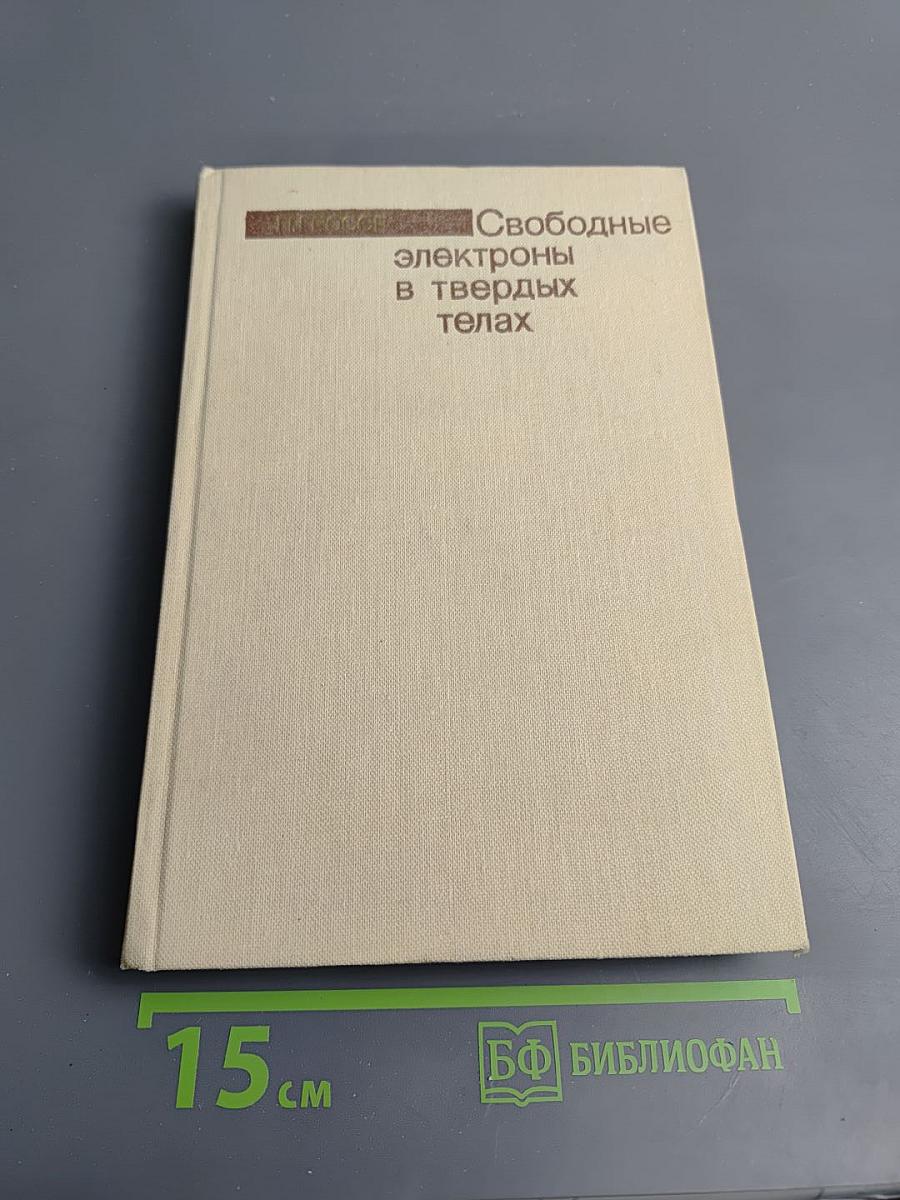 Свободные
электроны
в твердых
телах
15 см
БФ БИБЛИОФАН